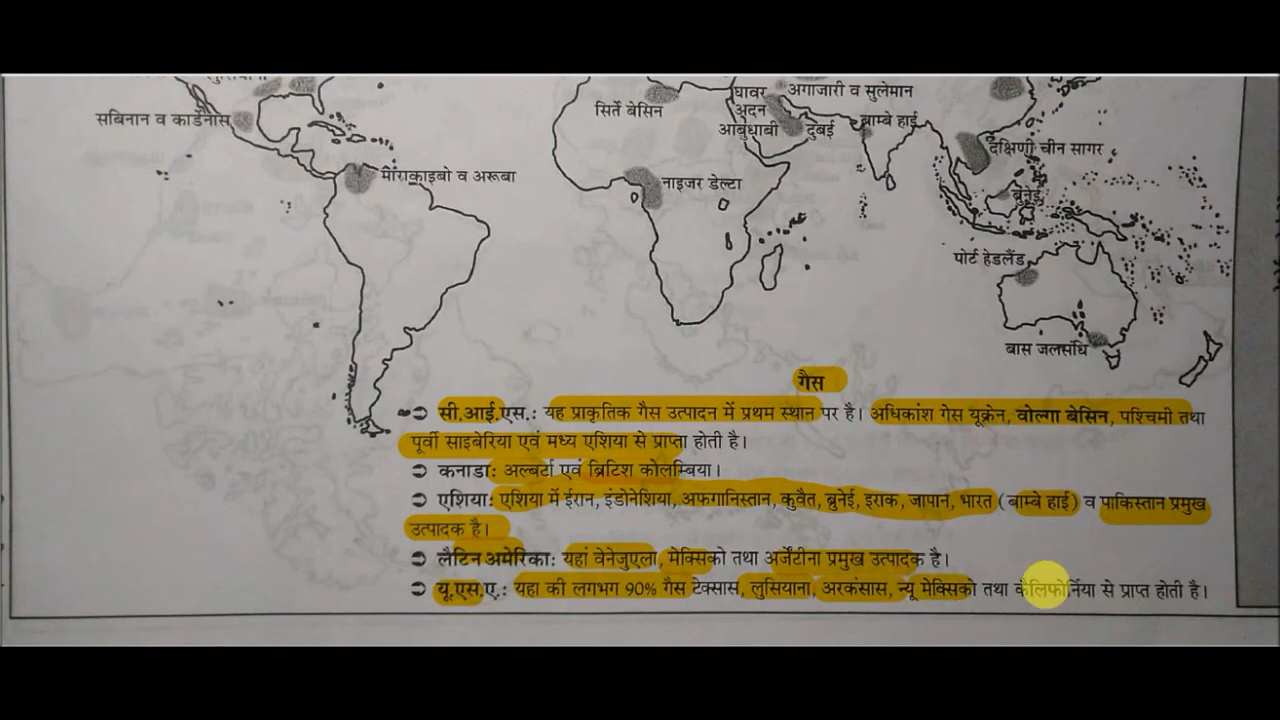 घावर
अगाजारी व सुलेमान
सबिनान व कार्डेनास
सिर्ते बेसिन
अदन
आबुधाबी
दुबई
बाम्बे हाई
दक्षिणी चीन सागर
माराकाइबो व अरूबा
नाइजर डेल्टा
ब्रुनेई
पोर्ट हेडलैंड
बास जलसंधि
गैस
➲ सी.आई.एस.: यह प्राकृतिक गैस उत्पादन में प्रथम स्थान पर है। अधिकांश गेस यूक्रेन, वोल्गा बेसिन, पश्चिमी तथा
पूर्वी साइबेरिया एवं मध्य एशिया से प्राप्ता होती है।
➲ कनाडा: अल्बर्टा एवं ब्रिटिश कोलम्बिया।
➲ एशिया: एशिया में ईरान, इंडोनेशिया, अफगानिस्तान, कुवैत, ब्रुनेई, इराक, जापान, भारत (बाम्बे हाई) व पाकिस्तान प्रमुख
उत्पादक है।
➲ लैटिन अमेरिका: यहां वेनेजुएला, मेक्सिको तथा अर्जेंटीना प्रमुख उत्पादक है।
➲ यू.एस.ए.: यहा की लगभग 90% गैस टेक्सास, लुसियाना, अरकंसास, न्यू मेक्सिको तथा कैलिफोर्निया से प्राप्त होती है।